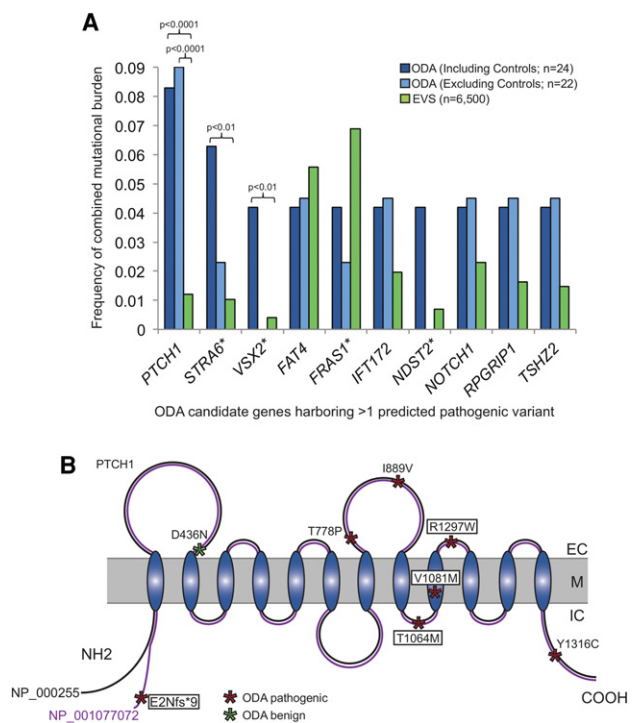 A
p<0.0001
p<0.0001
p<0.01
p<0.01
ODA (Including Controls; n=24)
ODA (Excluding Controls; n=22)
EVS (n=6,500)
Frequency of combined mutational burden
0.09
0.08
0.07
0.06
0.05
0.04
0.03
0.02
0.01
0
PTCH1
STRA6*
VSX2*
FAT4
FRAS1*
IFT172
NDST2*
NOTCH1
RPGRIP1
TSHZ2
ODA candidate genes harboring >1 predicted pathogenic variant
B
PTCH1
I889V
D436N
T778P
R1297W
EC
V1081M
M
IC
T1064M
Y1316C
NH2
NP_000255
E2Nfs*9
NP_001077072
COOH
ODA pathogenic
ODA benign